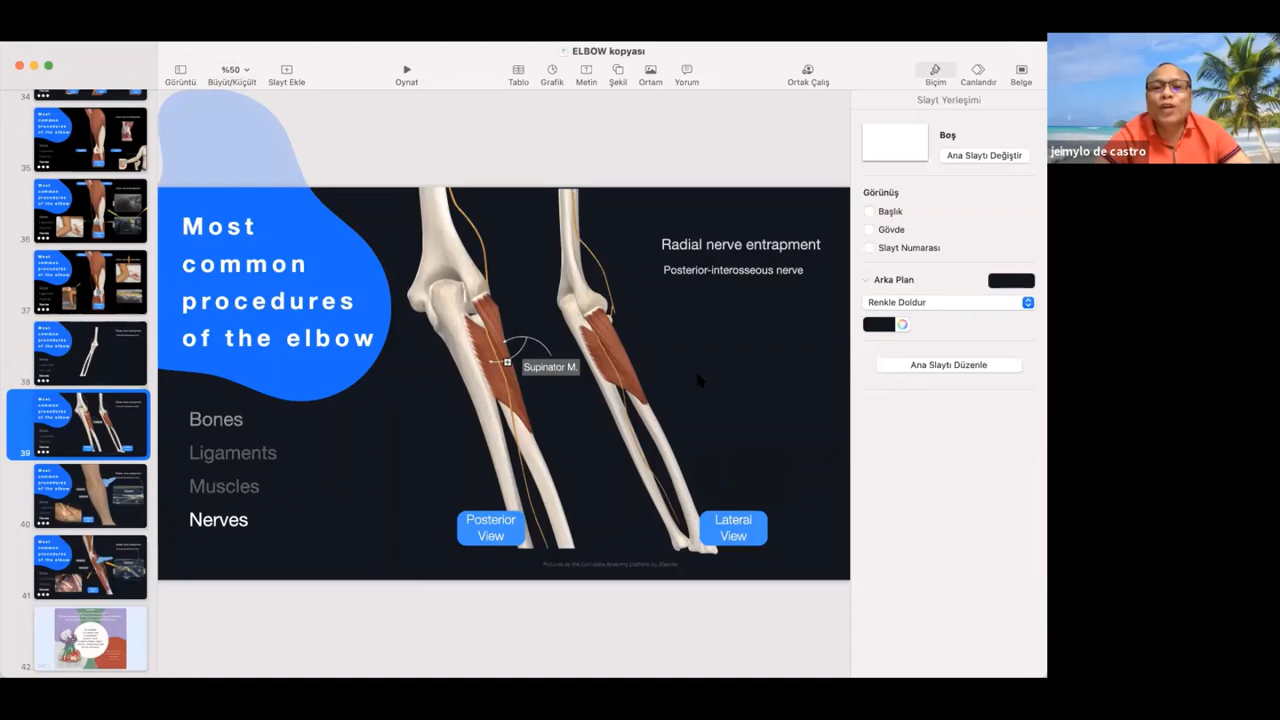 ELBOW kopyası
%50
Görüntü
Büyüt/Küçült
Slayt Ekle
Oynat
Tablo
Grafik
Metin
Şekil
Ortam
Yorum
Ortak Çalış
Biçim
Canlandır
Belge
34
35
36
37
38
39
40
41
42
Most
common
procedures
of the elbow
Bones
Ligaments
Muscles
Nerves
Radial nerve entrapment
Posterior-interosseous nerve
Supinator M.
Posterior
View
Lateral
View
Slayt Yerleşimi
Boş
Ana Slaytı Değiştir
Görünüş
Başlık
Gövde
Slayt Numarası
Arka Plan
Renkle Doldur
Ana Slaytı Düzenle
jeimylo de castro